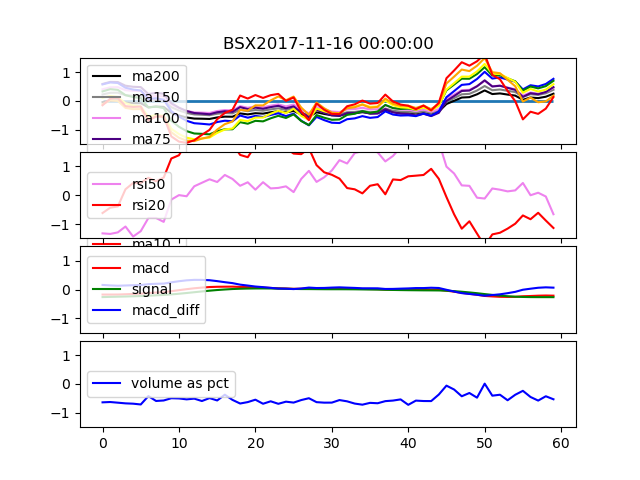 BSX2017-11-16 00:00:00
1
0
−1
ma200
ma150
ma100
ma75
1
0
−1
rsi50
rsi20
ma10
1
0
−1
macd
signal
macd_diff
1
0
−1
volume as pct
0 10 20 30 40 50 60